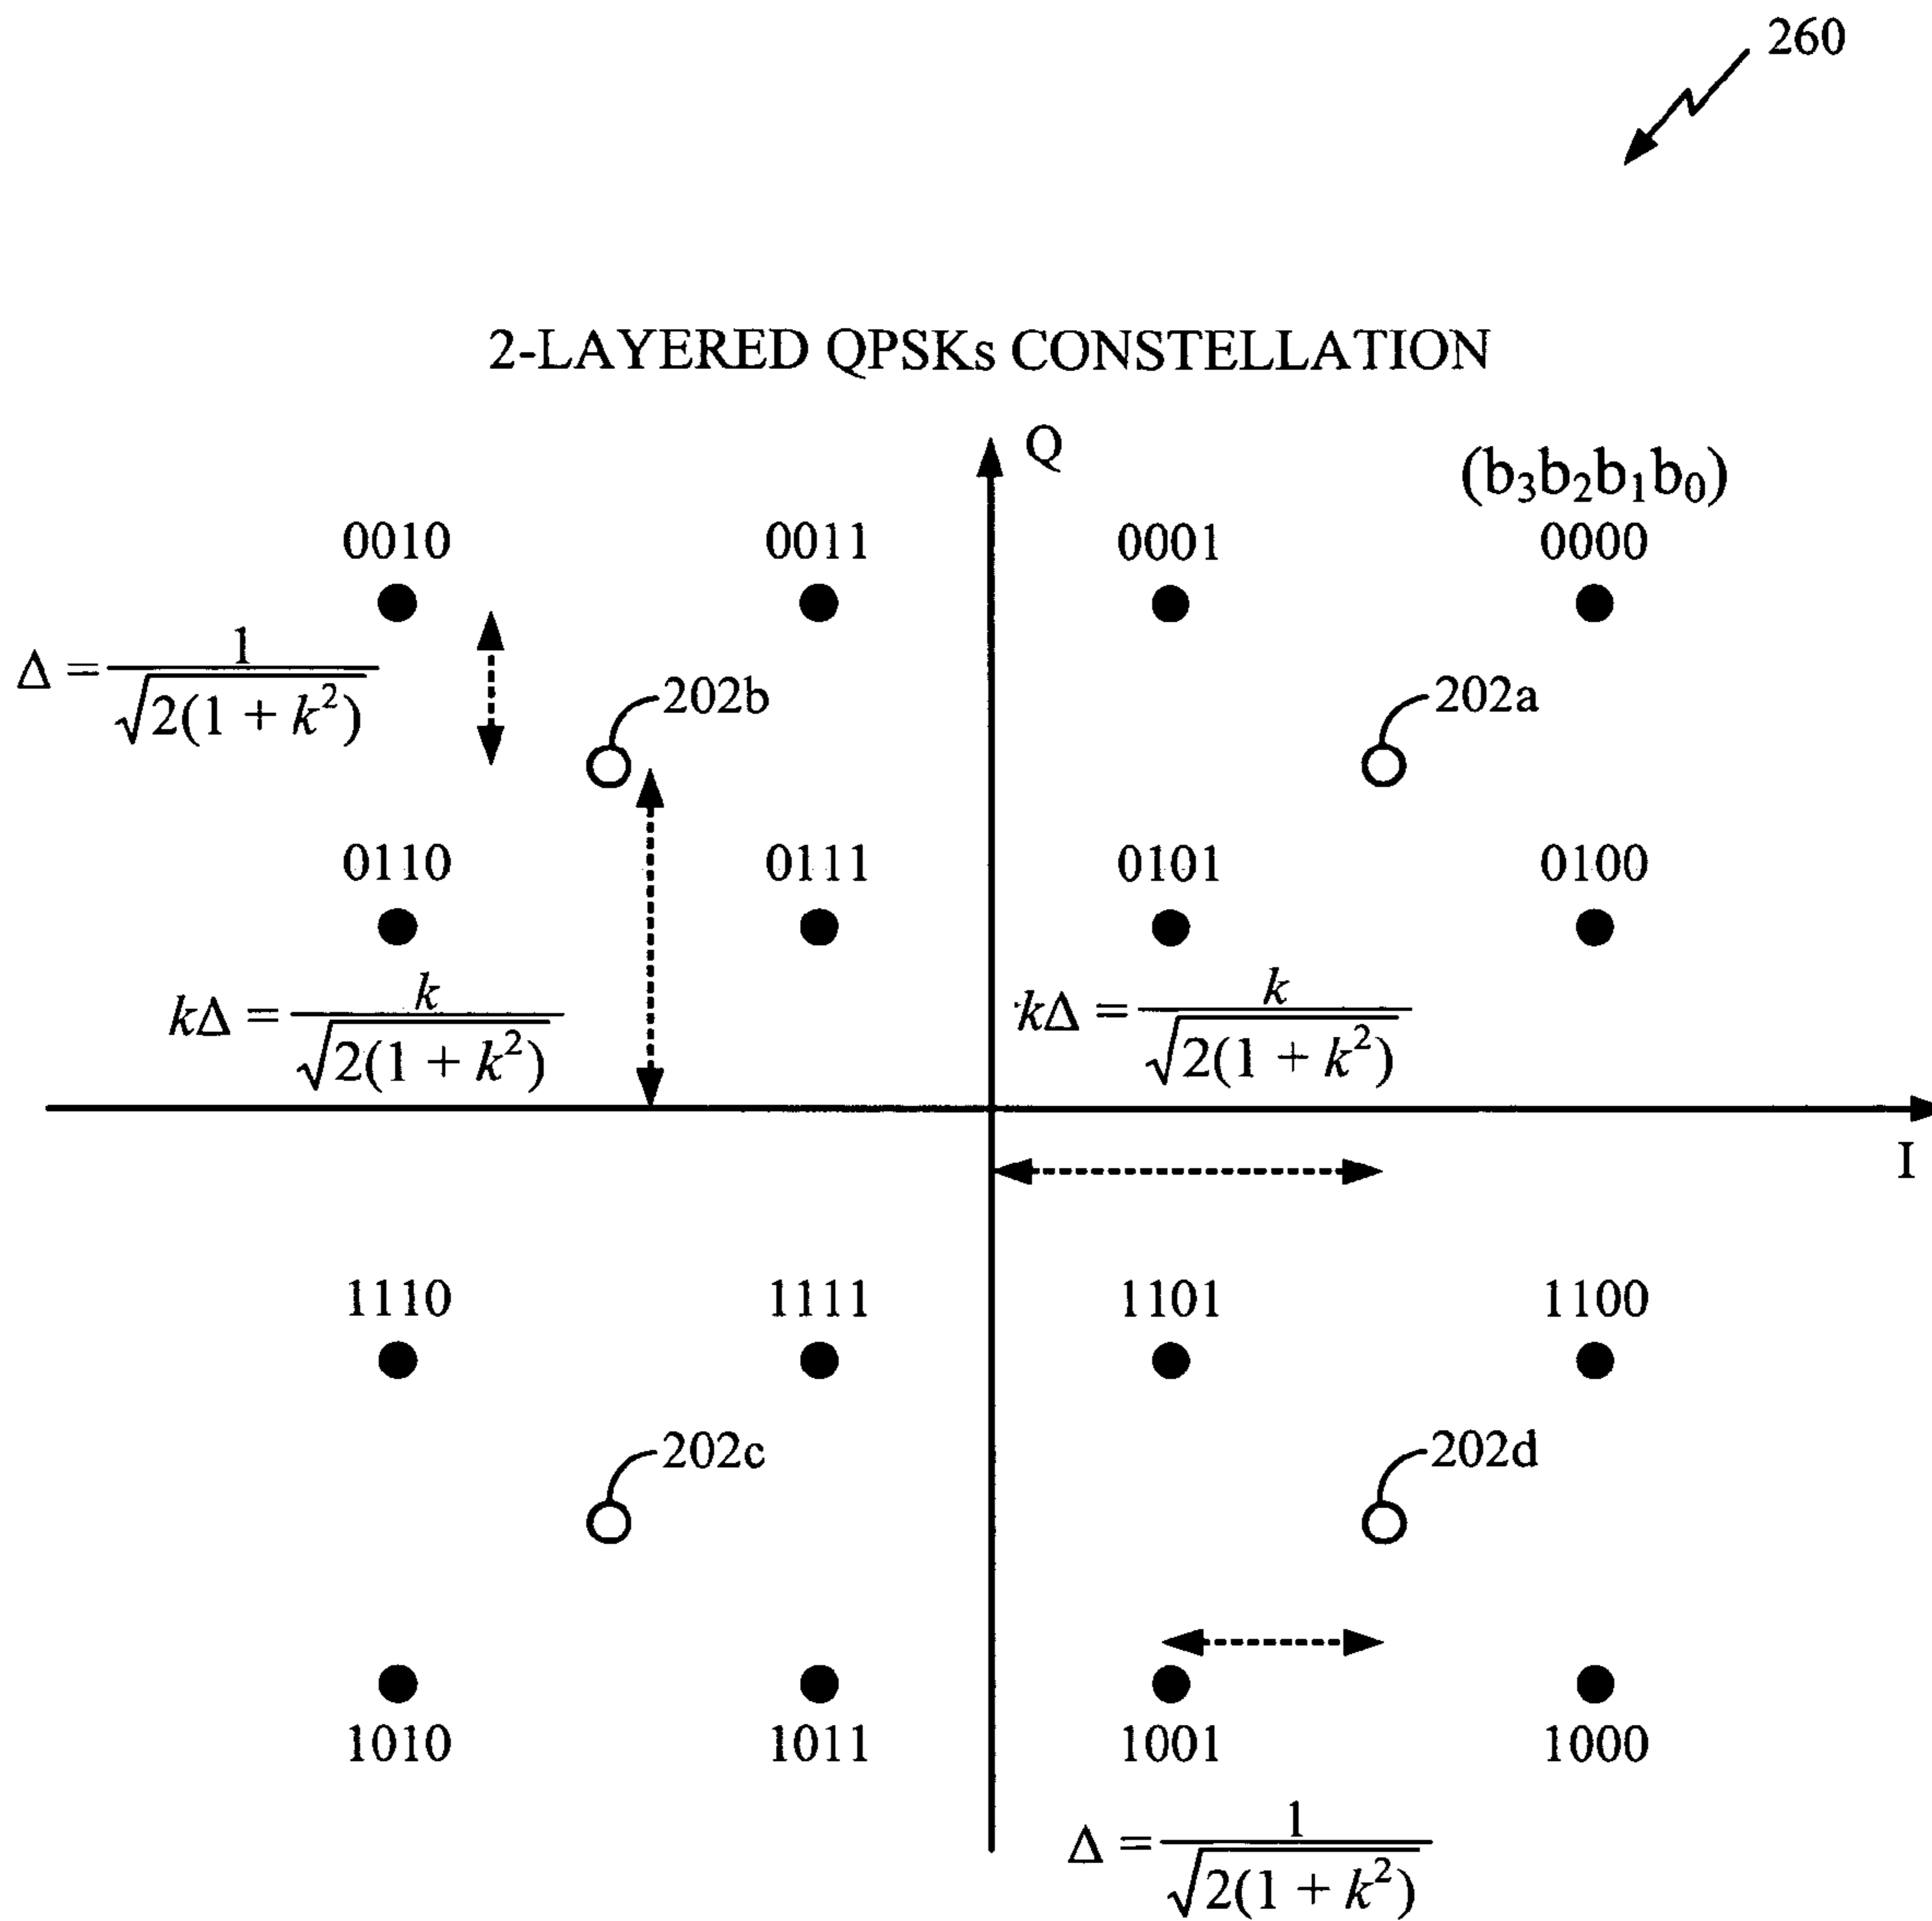 260
2-LAYERED QPSKs CONSTELLATION
Q
(b₃b₂b₁b₀)
0010 0011 0001 0000
Δ = 1/√2(1 + k²)
202b 202a
0110 0111 0101 0100
kΔ = k/√2(1 + k²) kΔ = k/√2(1 + k²)
I
1110 1111 1101 1100
202c 202d
1010 1011 1001 1000
Δ = 1/√2(1 + k²)